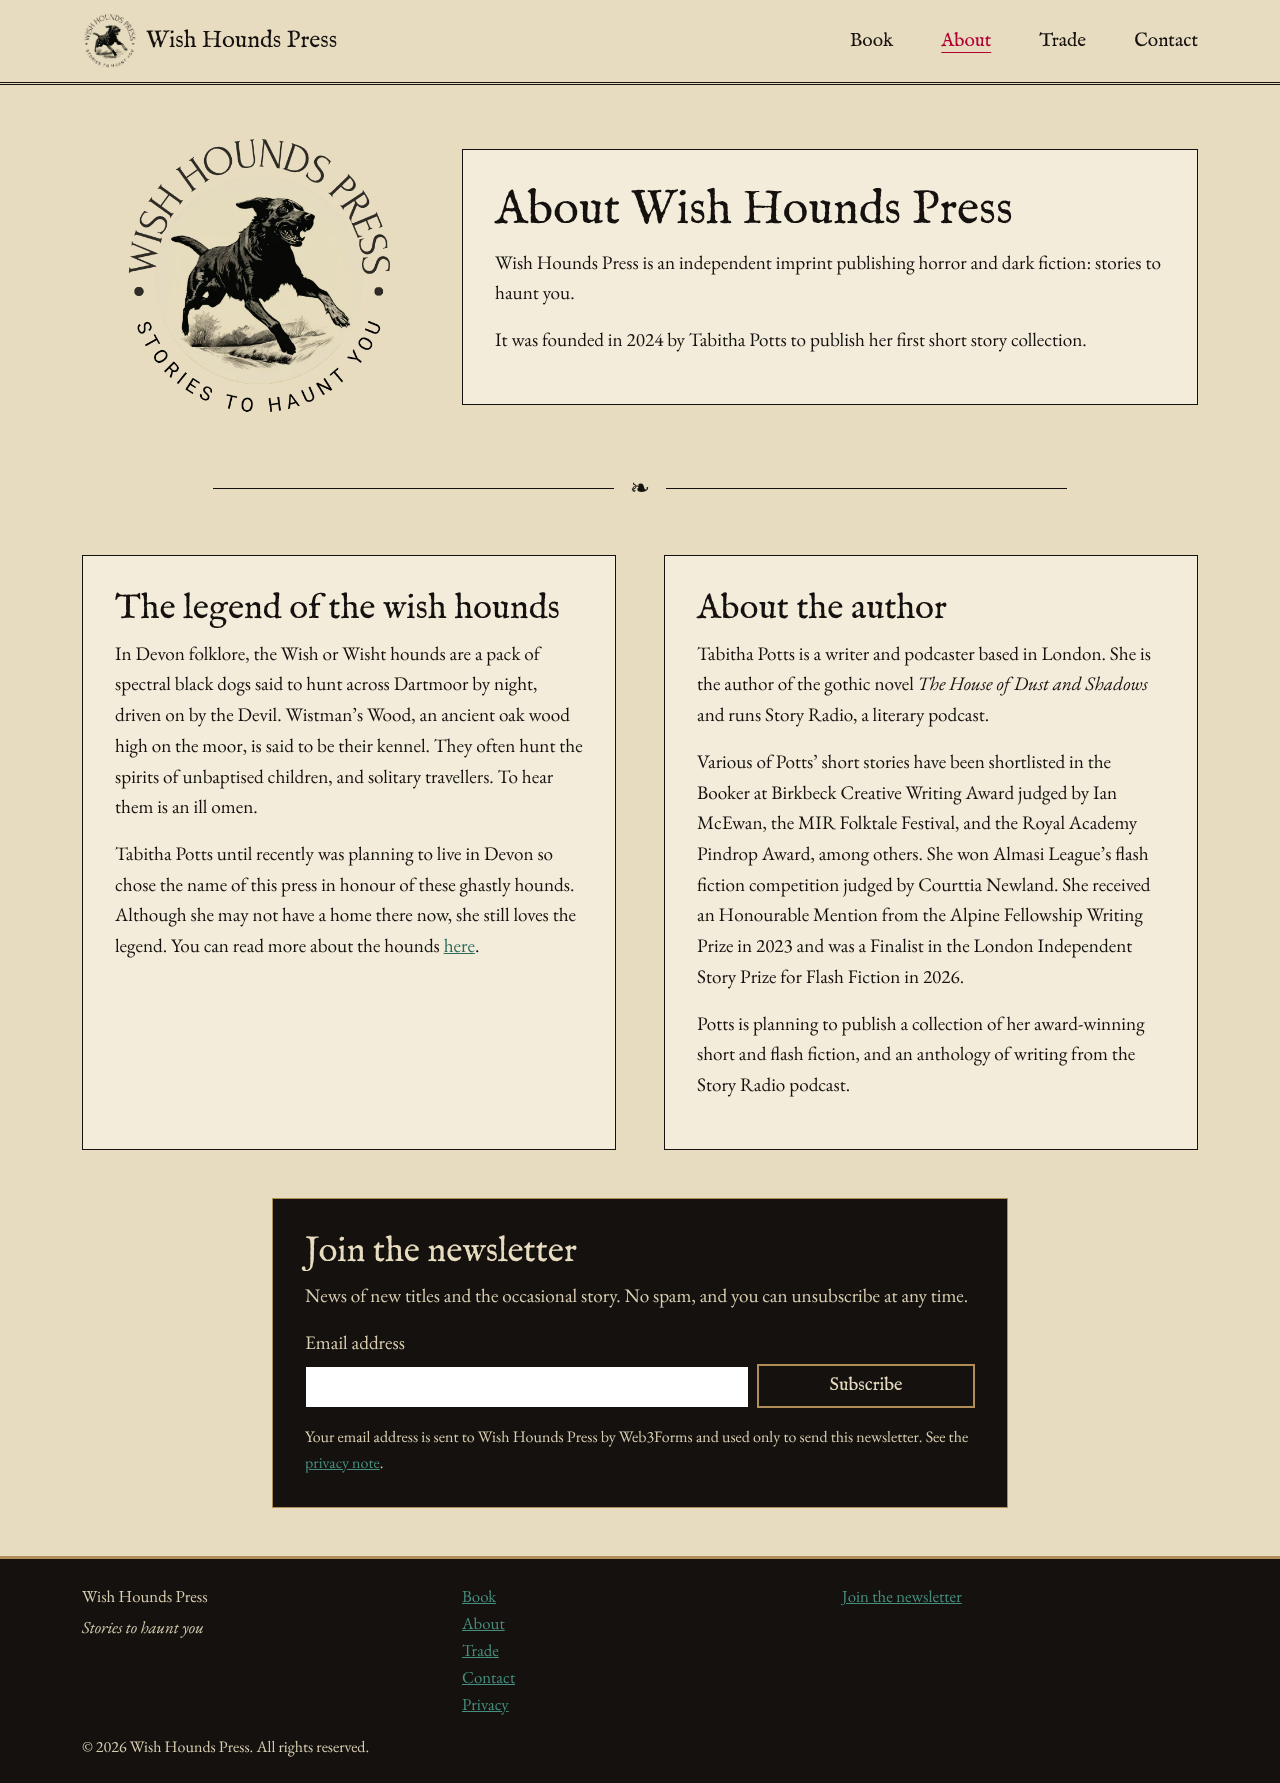 WISH HOUNDS PRESS
STORIES TO HAUNT YOU
Wish Hounds Press
Book
About
Trade
Contact
WISH HOUNDS PRESS
STORIES TO HAUNT YOU
About Wish Hounds Press
Wish Hounds Press is an independent imprint publishing horror and dark fiction: stories to
haunt you.
It was founded in 2024 by Tabitha Potts to publish her first short story collection.
❧
The legend of the wish hounds
In Devon folklore, the Wish or Wisht hounds are a pack of
spectral black dogs said to hunt across Dartmoor by night,
driven on by the Devil. Wistman’s Wood, an ancient oak wood
high on the moor, is said to be their kennel. They often hunt the
spirits of unbaptised children, and solitary travellers. To hear
them is an ill omen.
Tabitha Potts until recently was planning to live in Devon so
chose the name of this press in honour of these ghastly hounds.
Although she may not have a home there now, she still loves the
legend. You can read more about the hounds here.
About the author
Tabitha Potts is a writer and podcaster based in London. She is
the author of the gothic novel The House of Dust and Shadows
and runs Story Radio, a literary podcast.
Various of Potts’ short stories have been shortlisted in the
Booker at Birkbeck Creative Writing Award judged by Ian
McEwan, the MIR Folktale Festival, and the Royal Academy
Pindrop Award, among others. She won Almasi League’s flash
fiction competition judged by Courttia Newland. She received
an Honourable Mention from the Alpine Fellowship Writing
Prize in 2023 and was a Finalist in the London Independent
Story Prize for Flash Fiction in 2026.
Potts is planning to publish a collection of her award-winning
short and flash fiction, and an anthology of writing from the
Story Radio podcast.
Join the newsletter
News of new titles and the occasional story. No spam, and you can unsubscribe at any time.
Email address
Subscribe
Your email address is sent to Wish Hounds Press by Web3Forms and used only to send this newsletter. See the
privacy note.
Wish Hounds Press
Stories to haunt you
Book
About
Trade
Contact
Privacy
Join the newsletter
© 2026 Wish Hounds Press. All rights reserved.